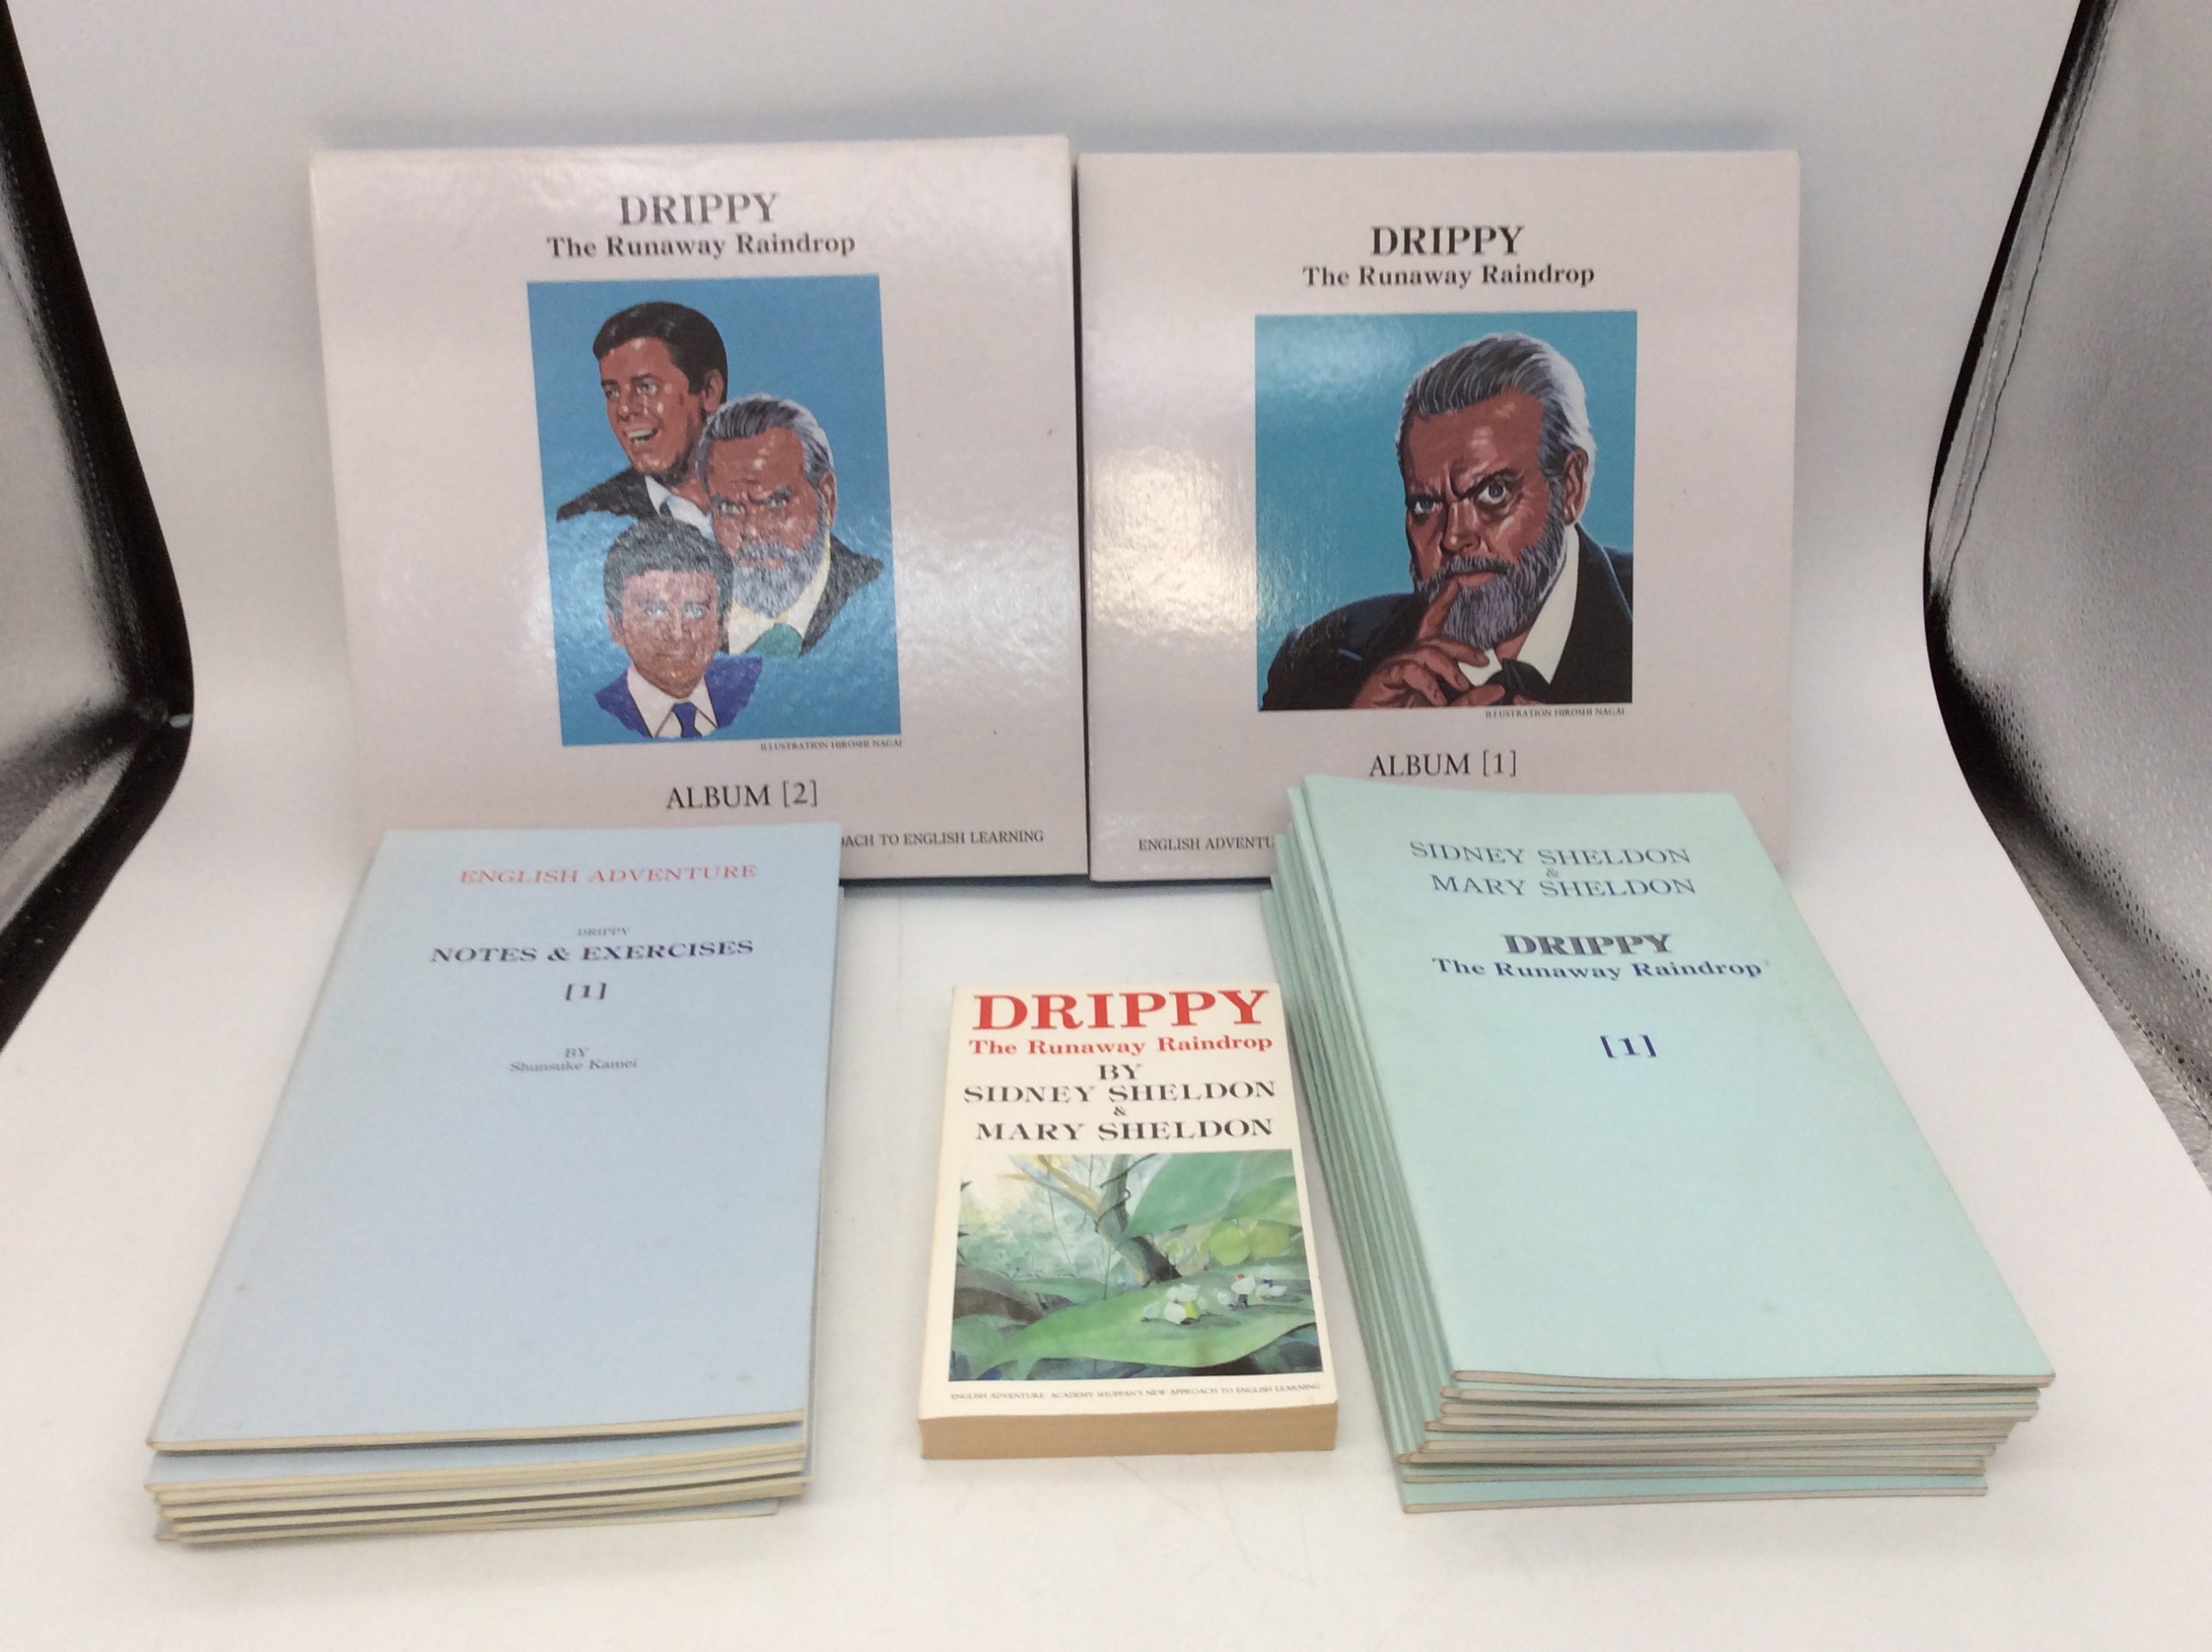 DRIPPY
The Runaway Raindrop
ILLUSTRATION HIROSHI NAGAI
ALBUM [2]
TO ENGLISH LEARNING
DRIPPY
The Runaway Raindrop
ILLUSTRATION HIROSHI NAGAI
ALBUM [1]
ENGLISH
ENGLISH ADVENTURE
DRIPPY
NOTES & EXERCISES
[1]
BY
Shunsuke Kamei
DRIPPY
The Runaway Raindrop
BY
SIDNEY SHELDON
&
MARY SHELDON
ENGLISH ADVENTURE: ACADEMY SHUPPAN'S NEW APPROACH TO ENGLISH LEARNING
SIDNEY SHELDON
&
MARY SHELDON
DRIPPY
The Runaway Raindrop
[1]